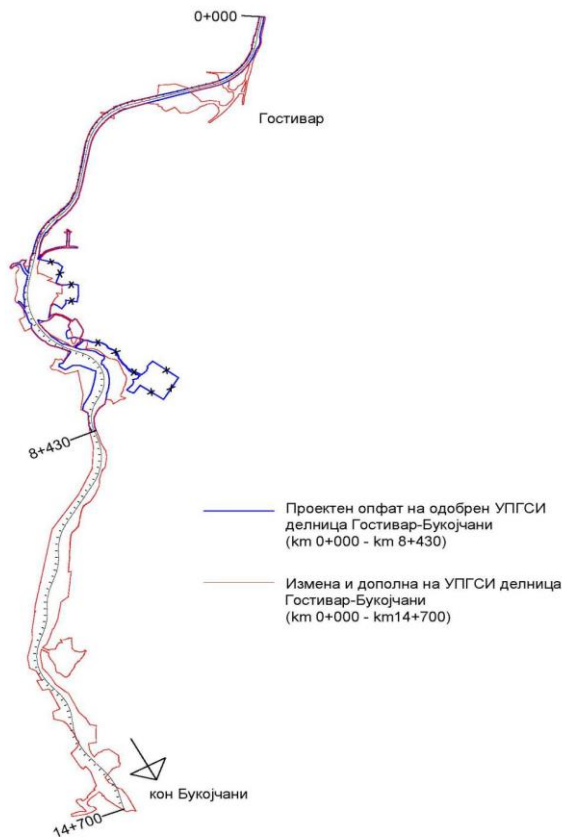 0+000
Гостивар
8+430
Проектен опфат на одобрен УПГСИ
делница Гостивар-Букојчани
(km 0+000 - km 8+430)
Измена и дополна на УПГСИ делница
Гостивар-Букојчани
(km 0+000 - km14+700)
кон Букојчани
14+700